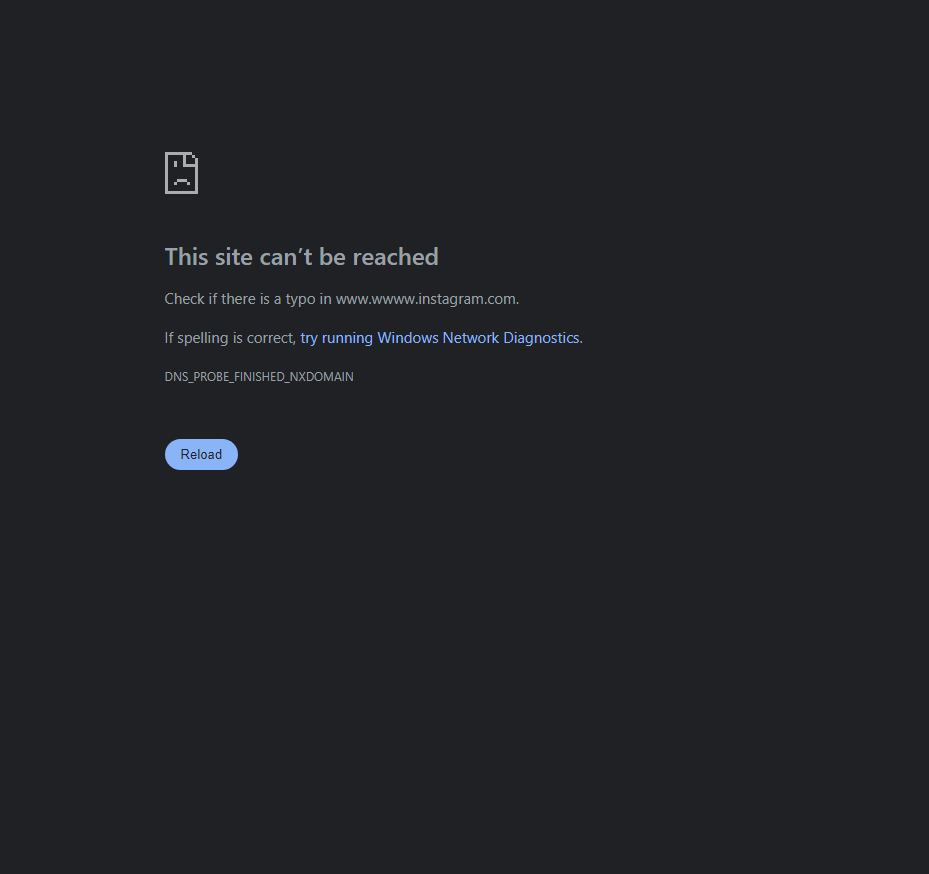 This site can’t be reached
Check if there is a typo in www.wwww.instagram.com.
If spelling is correct, try running Windows Network Diagnostics.
DNS_PROBE_FINISHED_NXDOMAIN
Reload